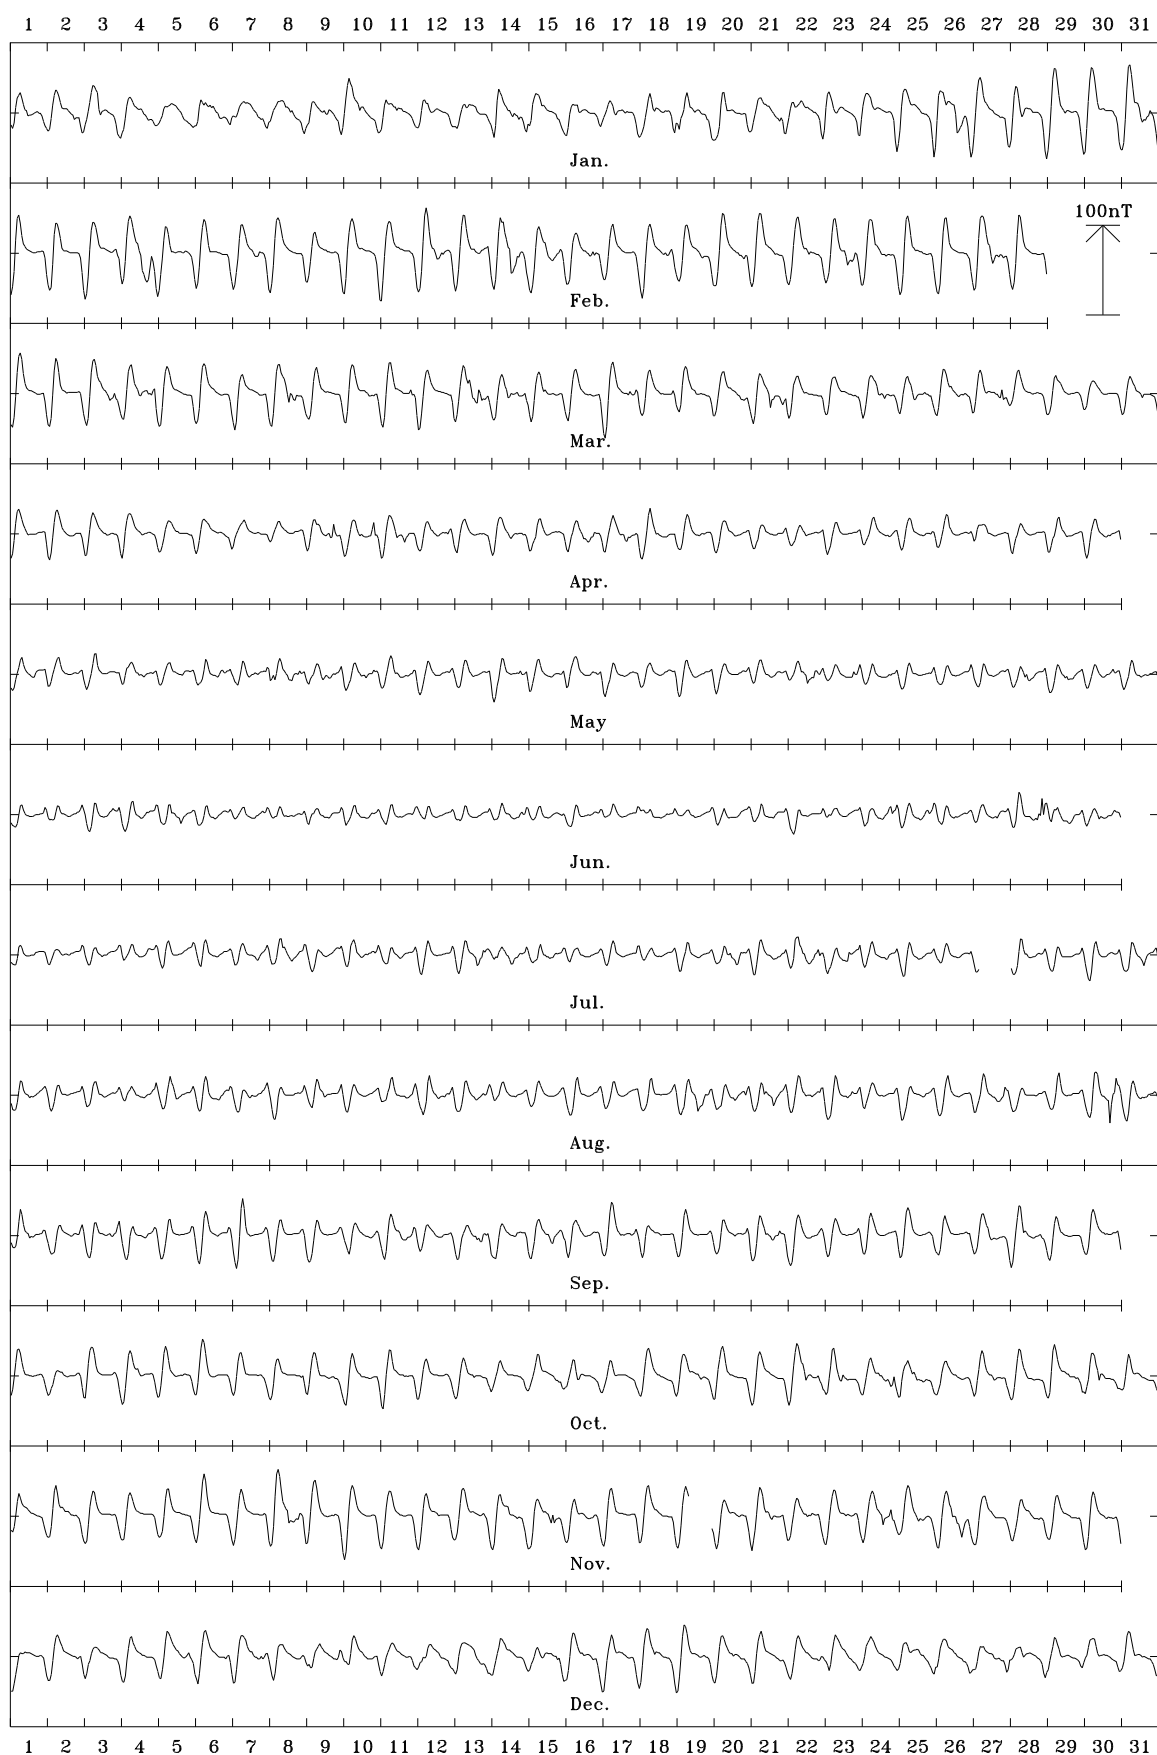 1 2 3 4 5 6 7 8 9 10 11 12 13 14 15 16 17 18 19 20 21 22 23 24 25 26 27 28 29 30 31
Jan.
100nT
Feb.
Mar.
Apr.
May
Jun.
Jul.
Aug.
Sep.
Oct.
Nov.
Dec.
1 2 3 4 5 6 7 8 9 10 11 12 13 14 15 16 17 18 19 20 21 22 23 24 25 26 27 28 29 30 31